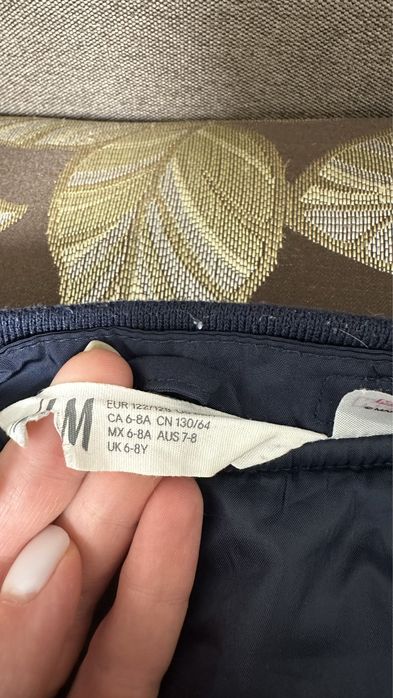 M
EUR 122/128
CA 6-8A CN 130/64
MX 6-8A AUS 7-8
UK 6-8Y